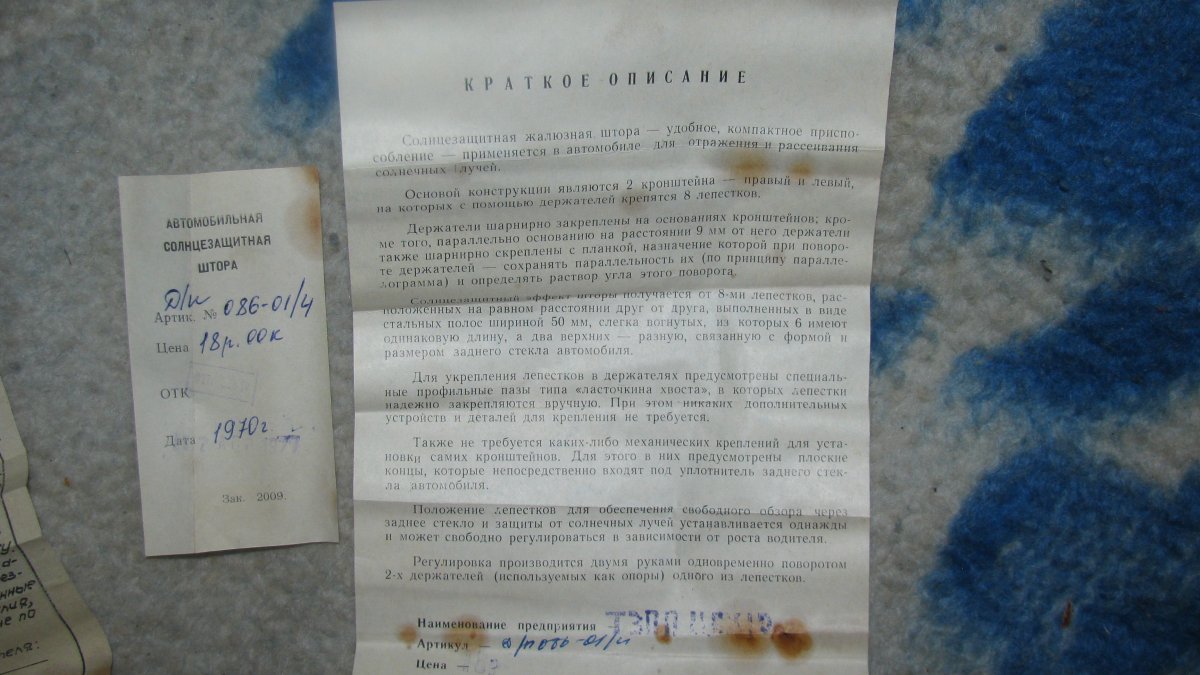 АВТОМОБИЛЬНАЯ
СОЛНЦЕЗАЩИТНАЯ
ШТОРА
Д/и
Артик. № 086-01/4
Цена 18р.00к
ОТК
Дата 1970г
Зак. 2009.
КРАТКОЕ ОПИСАНИЕ
Солнцезащитная жалюзная штора — удобное, компактное приспо-
собление — применяется в автомобиле для отражения и рассеивания
солнечных лучей.
Основой конструкции являются 2 кронштейна — правый и левый,
на которых с помощью держателей крепятся 8 лепестков.
Держатели шарнирно закреплены на основаниях кронштейнов; кро-
ме того, параллельно основанию на расстоянии 9 мм от него держатели
также шарнирно скреплены с планкой, назначение которой при поворо-
те держателей — сохранять параллельность их (по принципу паралле-
лограмма) и определять раствор угла этого поворота.
Солнцезащитный эффект шторы получается от 8-ми лепестков, рас-
положенных на равном расстоянии друг от друга, выполненных в виде
стальных полос шириной 50 мм, слегка вогнутых, из которых 6 имеют
одинаковую длину, а два верхних — разную, связанную с формой и
размером заднего стекла автомобиля.
Для укрепления лепестков в держателях предусмотрены специаль-
ные профильные пазы типа «ласточкина хвоста», в которых лепестки
надежно закрепляются вручную. При этом никаких дополнительных
устройств и деталей для крепления не требуется.
Также не требуется каких-либо механических креплений для уста-
новки самих кронштейнов. Для этого в них предусмотрены плоские
концы, которые непосредственно входят под уплотнитель заднего стек-
ла автомобиля.
Положение лепестков для обеспечения свободного обзора через
заднее стекло и защиты от солнечных лучей устанавливается однажды
и может свободно регулироваться в зависимости от роста водителя.
Регулировка производится двумя руками одновременно поворотом
2-х держателей (используемых как опоры) одного из лепестков.
Наименование предприятия
Артикул —
Цена —
нные
е по
еля: